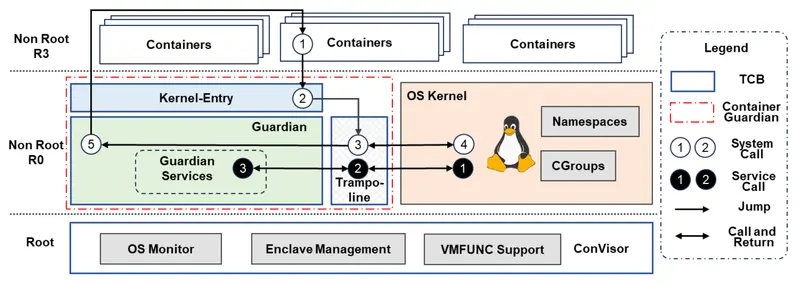 Non Root
R3
Containers
Containers
Containers
1
Kernel-Entry
2
Non Root
R0
Guardian
5
3
Guardian
Services
3
2
Trampo-
line
OS Kernel
4
1
Namespaces
CGroups
Root
OS Monitor
Enclave Management
VMFUNC Support
ConVisor
Legend
TCB
Container
Guardian
1 2 System
Call
1 2 Service
Call
Jump
Call and
Return